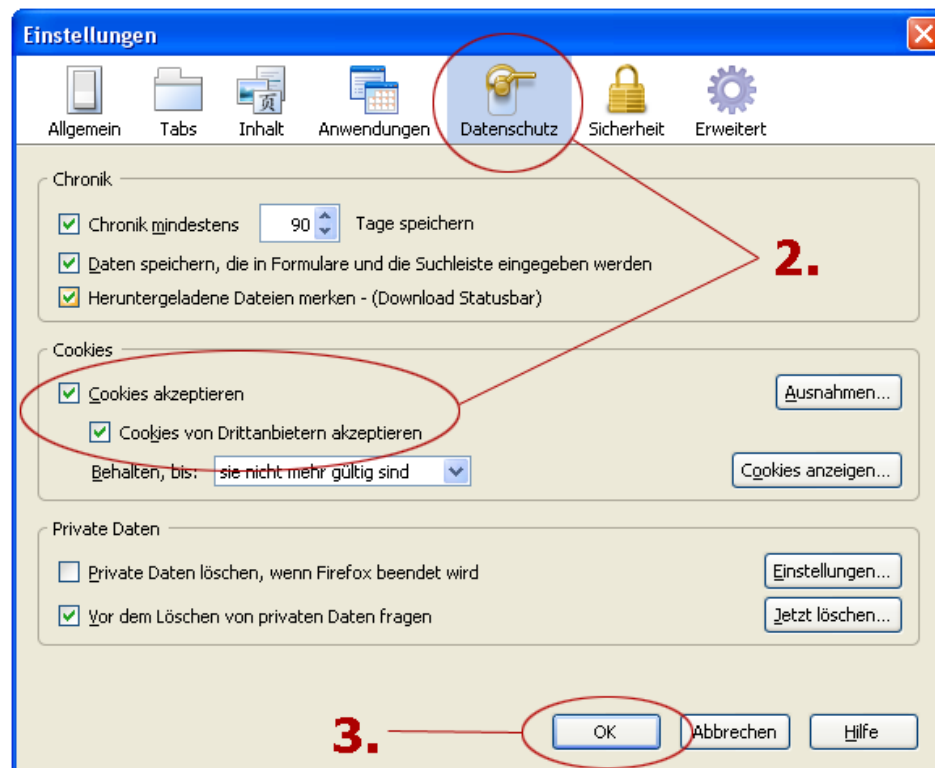 Einstellungen
Allgemein Tabs Inhalt Anwendungen Datenschutz Sicherheit Erweitert
Chronik
Chronik mindestens 90 Tage speichern
2.
Daten speichern, die in Formulare und die Suchleiste eingegeben werden
Heruntergeladene Dateien merken - (Download Statusbar)
Cookies
Cookies akzeptieren Ausnahmen...
Cookies von Drittanbietern akzeptieren
Behalten, bis: sie nicht mehr gültig sind Cookies anzeigen...
Private Daten
Private Daten löschen, wenn Firefox beendet wird Einstellungen...
Vor dem Löschen von privaten Daten fragen Jetzt löschen...
3. OK Abbrechen Hilfe